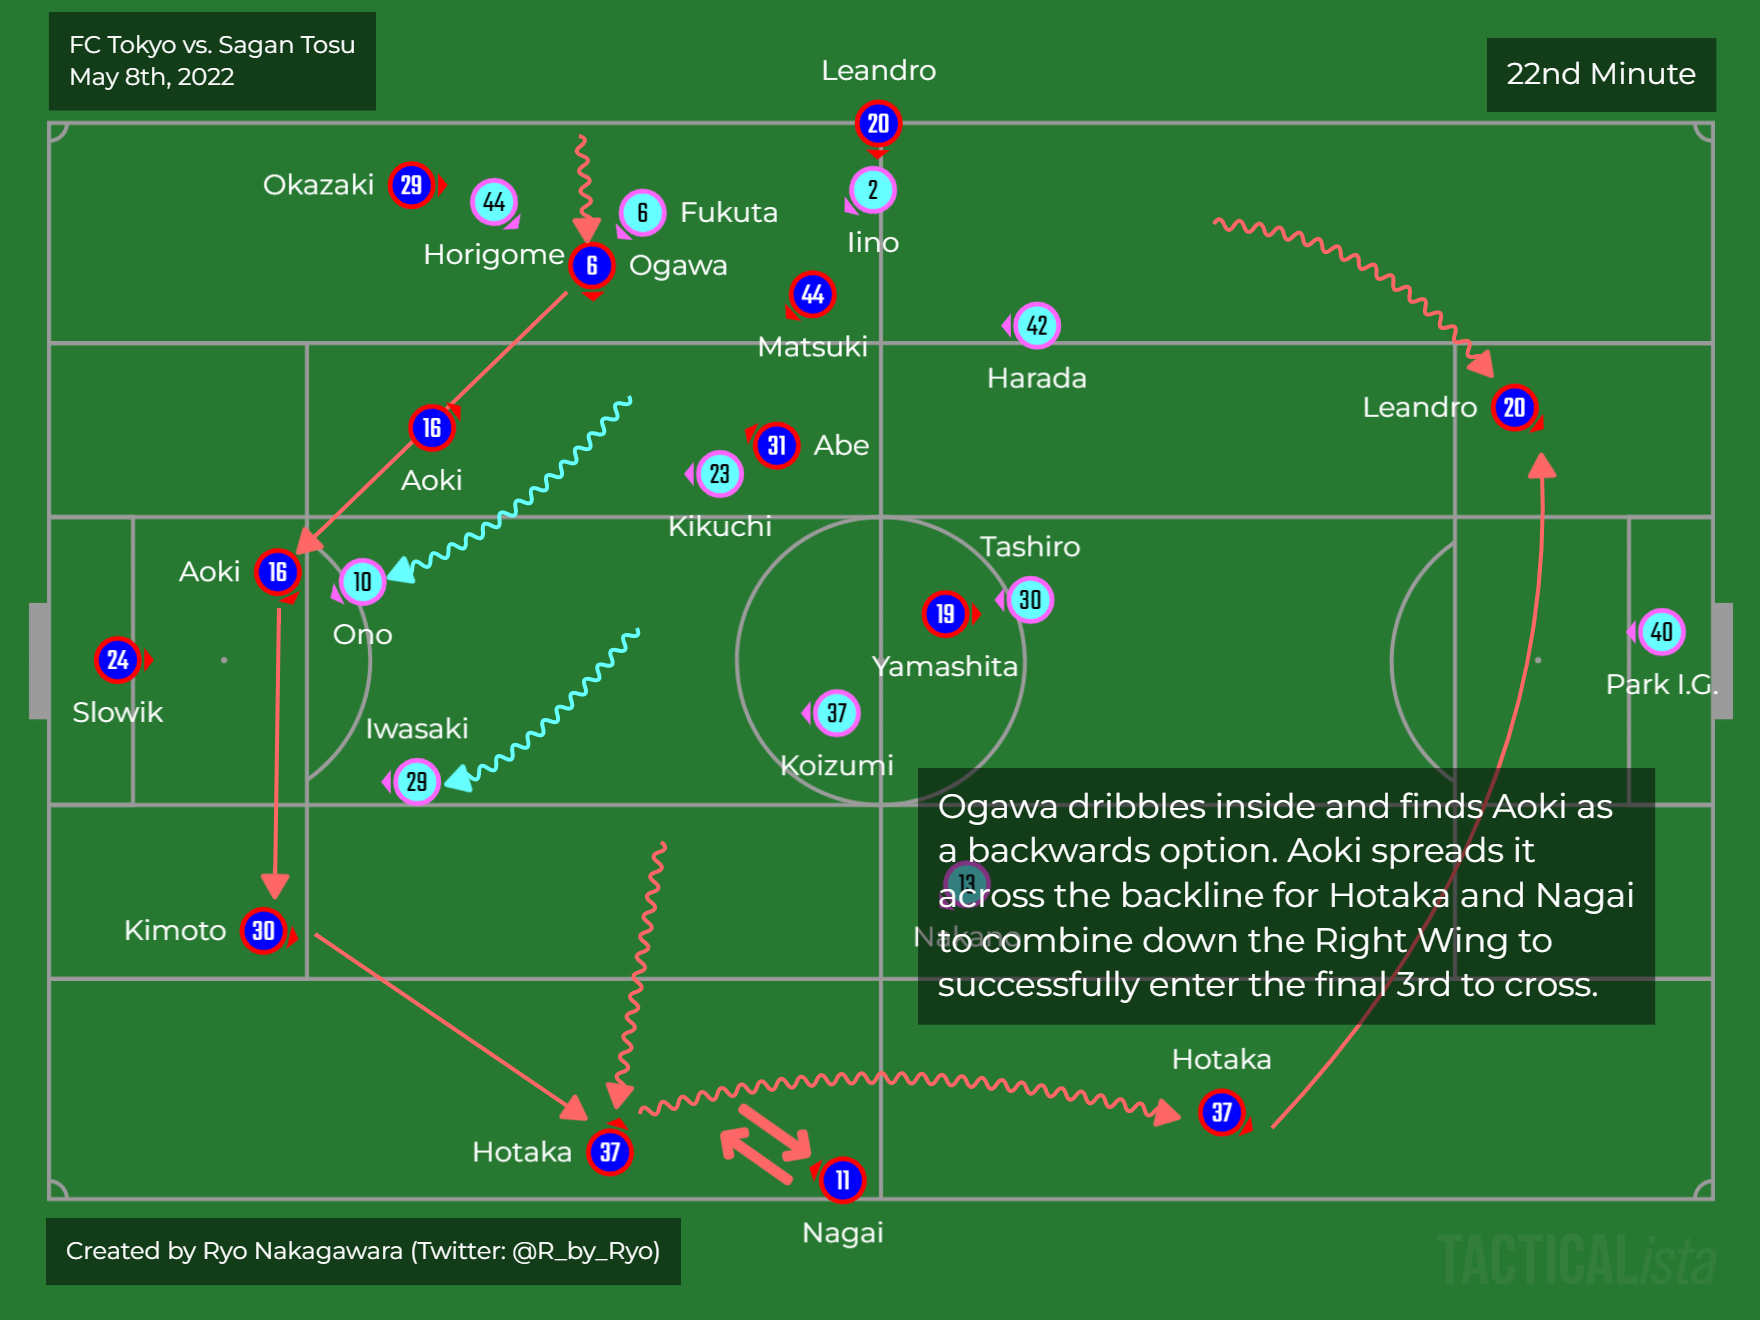 FC Tokyo vs. Sagan Tosu
May 8th, 2022
22nd Minute
Leandro
20
Okazaki
29
44
Horigome
6
Fukuta
2
Iino
6
Ogawa
44
Matsuki
42
Harada
Leandro
20
16
Aoki
31
Abe
23
Kikuchi
Aoki
16
10
Ono
Tashiro
30
19
Yamashita
24
Slowik
40
Park I.G.
37
Koizumi
Iwasaki
29
Ogawa dribbles inside and finds Aoki as
a backwards option. Aoki spreads it
across the backline for Hotaka and Nagai
to combine down the Right Wing to
successfully enter the final 3rd to cross.
13
Nakano
Kimoto
30
Hotaka
37
Hotaka
37
11
Nagai
Created by Ryo Nakagawara (Twitter: @R_by_Ryo)
TACTICALista